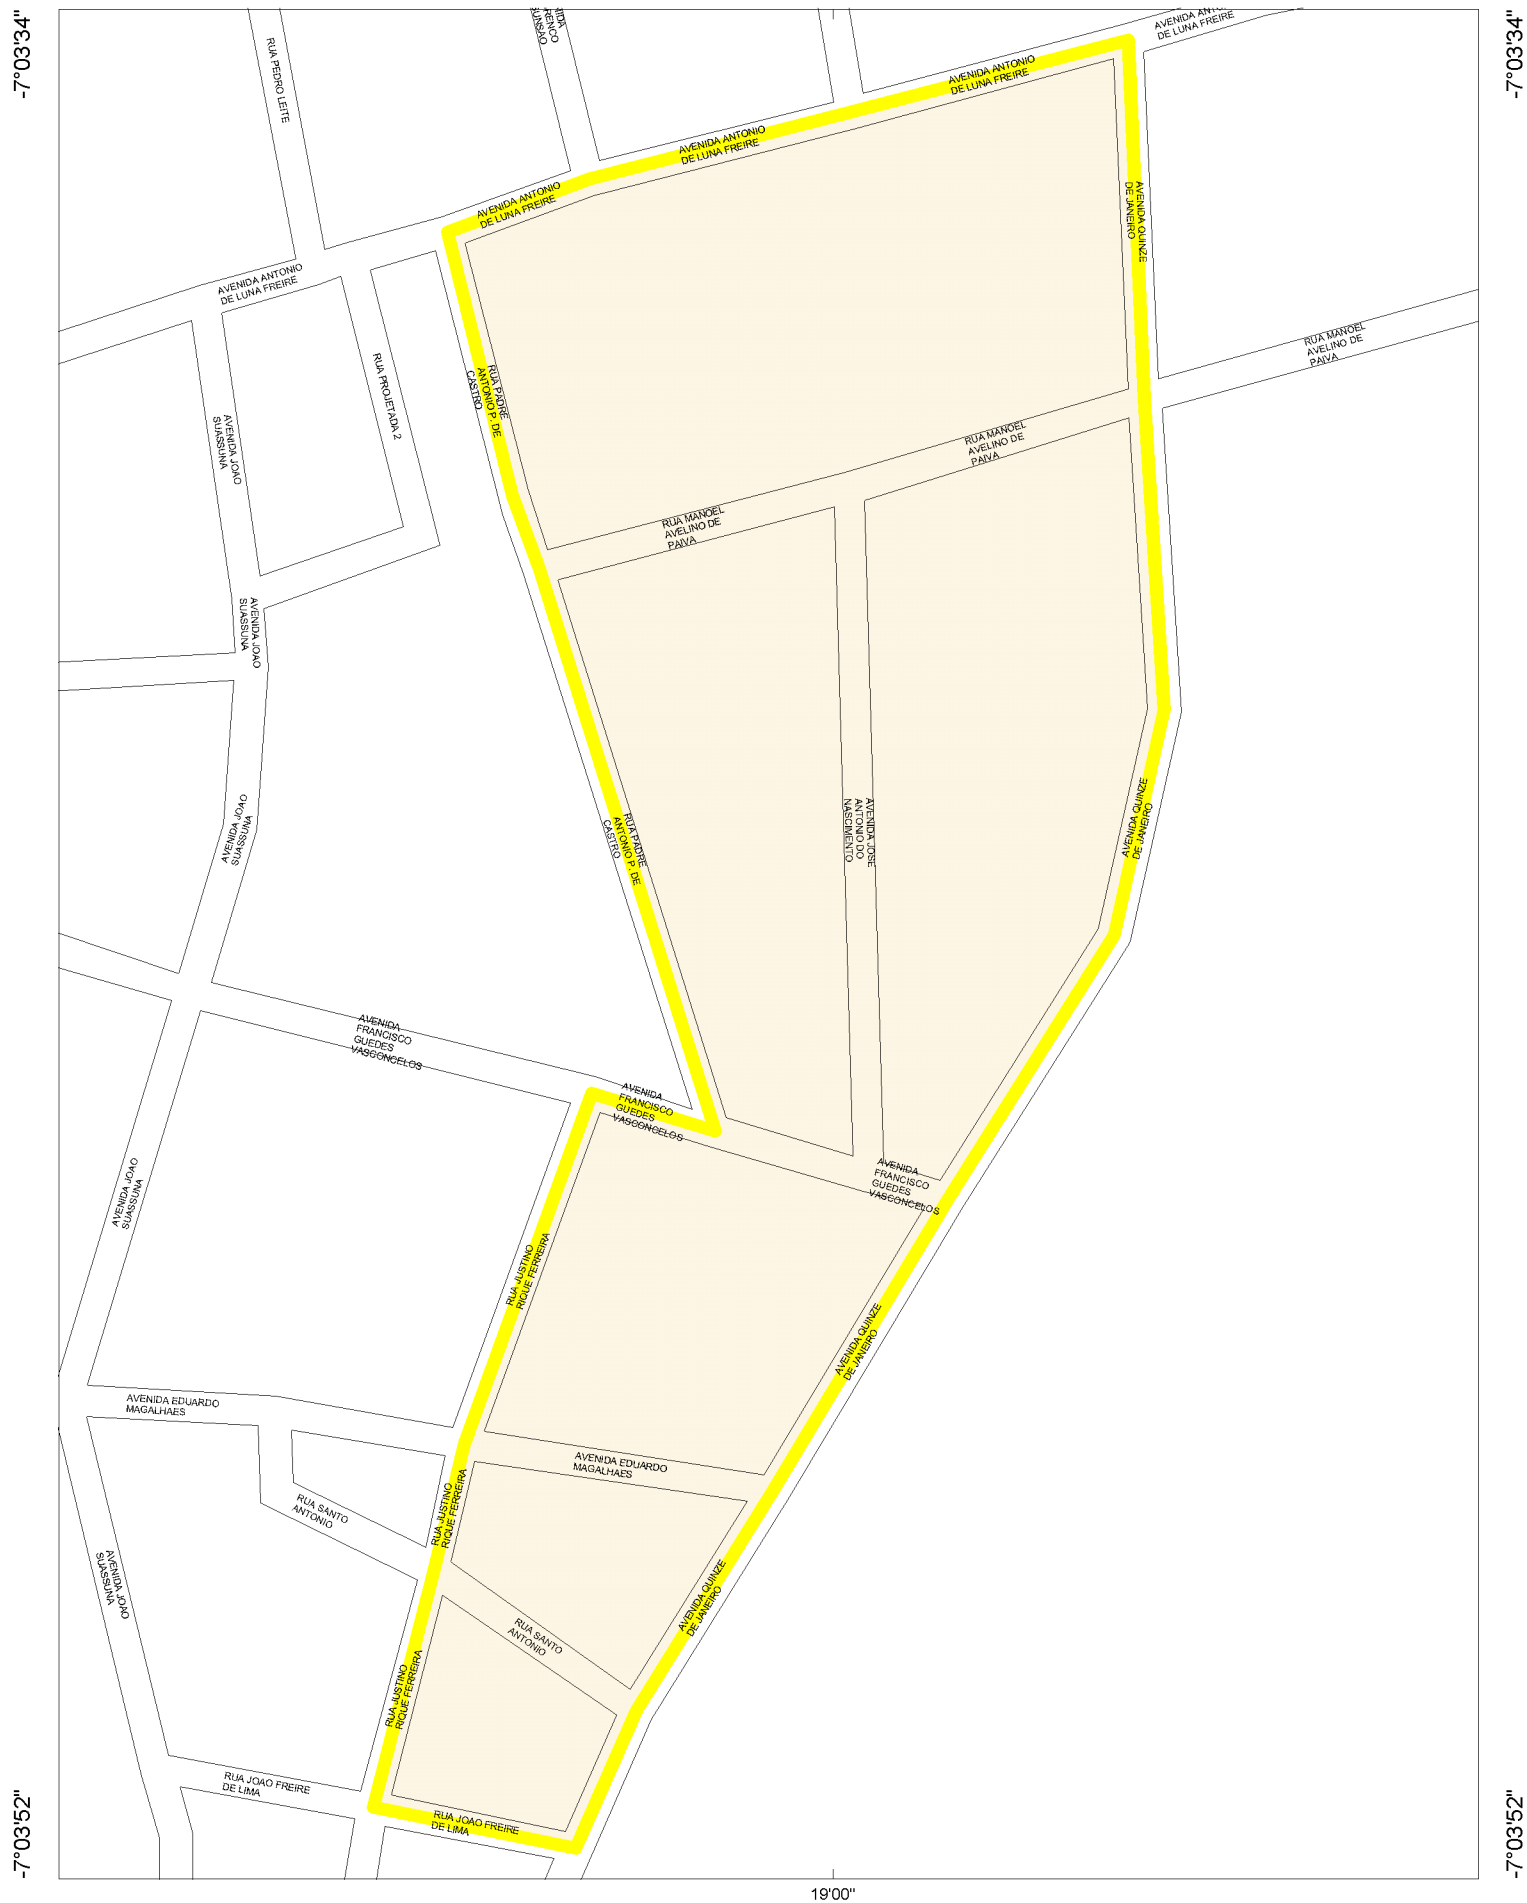 -7°03'34"
-7°03'34"
AVENIDA ANTONIO
DE LUNA FREIRE
RUA PEDRO LEITE
AVENIDA ANTONIO
DE LUNA FREIRE
AVENIDA ANTONIO
DE LUNA FREIRE
AVENIDA ANTONIO
DE LUNA FREIRE
AVENIDA ANTONIO
DE LUNA FREIRE
AVENIDA QUINZE
DE JANEIRO
RUA MANOEL
AVELINO DE
PAIVA
RUA PROJETADA 2
RUA PADRE
ANTONIO P. DE
CASTRO
AVENIDA JOAO
SUASSUNA
RUA MANOEL
AVELINO DE
PAIVA
RUA MANOEL
AVELINO DE
PAIVA
AVENIDA JOAO
SUASSUNA
AVENIDA JOAO
SUASSUNA
RUA PADRE
ANTONIO P. DE
CASTRO
AVENIDA JOSE
ANTONIO DO
NASCIMENTO
AVENIDA QUINZE
DE JANEIRO
AVENIDA
FRANCISCO
GUEDES
VASCONCELOS
AVENIDA
FRANCISCO
GUEDES
VASCONCELOS
AVENIDA
FRANCISCO
GUEDES
VASCONCELOS
AVENIDA JOAO
SUASSUNA
RUA JUSTINO
RIQUE FERREIRA
AVENIDA QUINZE
DE JANEIRO
AVENIDA EDUARDO
MAGALHAES
AVENIDA EDUARDO
MAGALHAES
RUA SANTO
ANTONIO
RUA JUSTINO
RIQUE FERREIRA
AVENIDA JOAO
SUASSUNA
AVENIDA QUINZE
DE JANEIRO
RUA SANTO
ANTONIO
RUA JUSTINO
RIQUE FERREIRA
RUA JOAO FREIRE
DE LIMA
RUA JOAO FREIRE
DE LIMA
-7°03'52"
-7°03'52"
19'00"